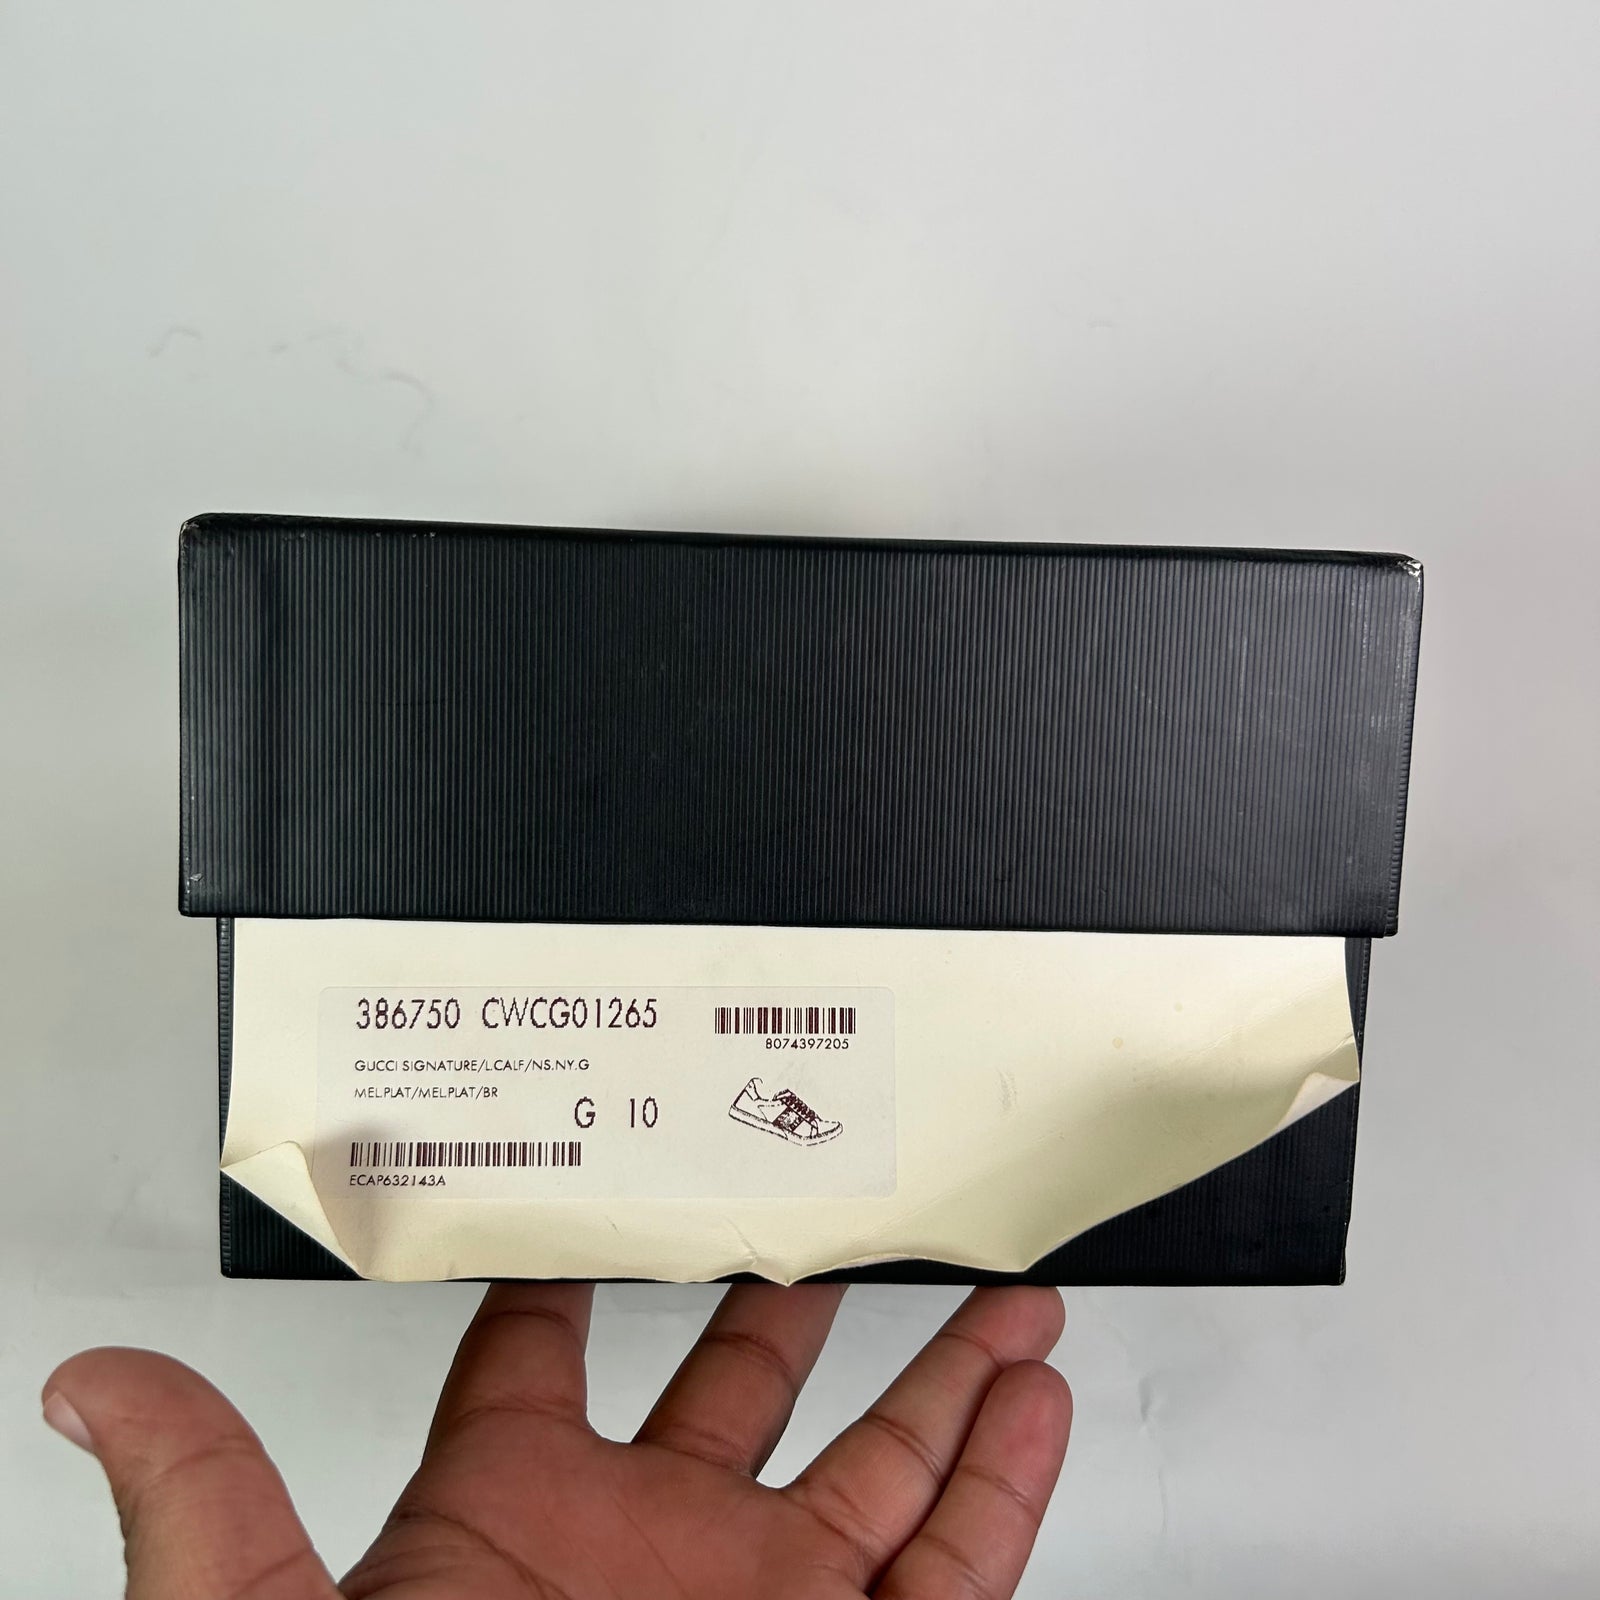 386750 CWCG01265
8074397205
GUCCI SIGNATURE/L.CALF/NS.NY.G
MEL.PLAT/MEL.PLAT/BR
G 10
ECAP632143A